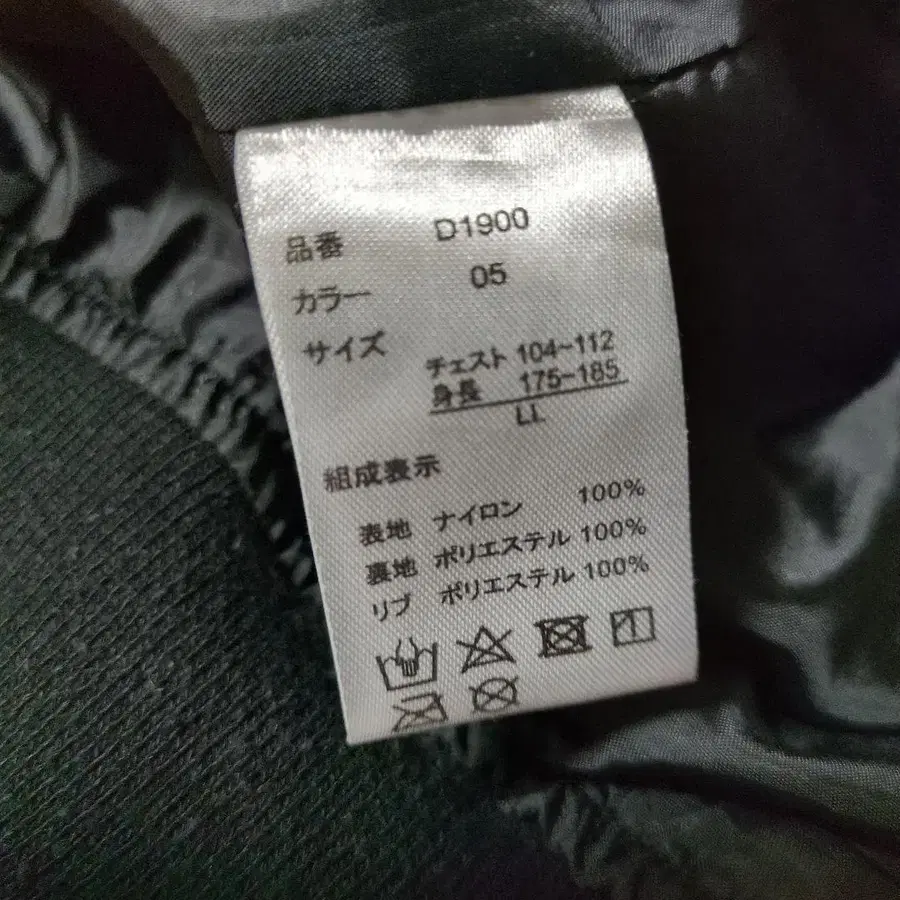 品番 D1900
カラー 05
サイズ
チェスト 104~112
身長 175-185
LL
組成表示
表地 ナイロン 100%
裏地 ポリエステル 100%
リブ ポリエステル 100%